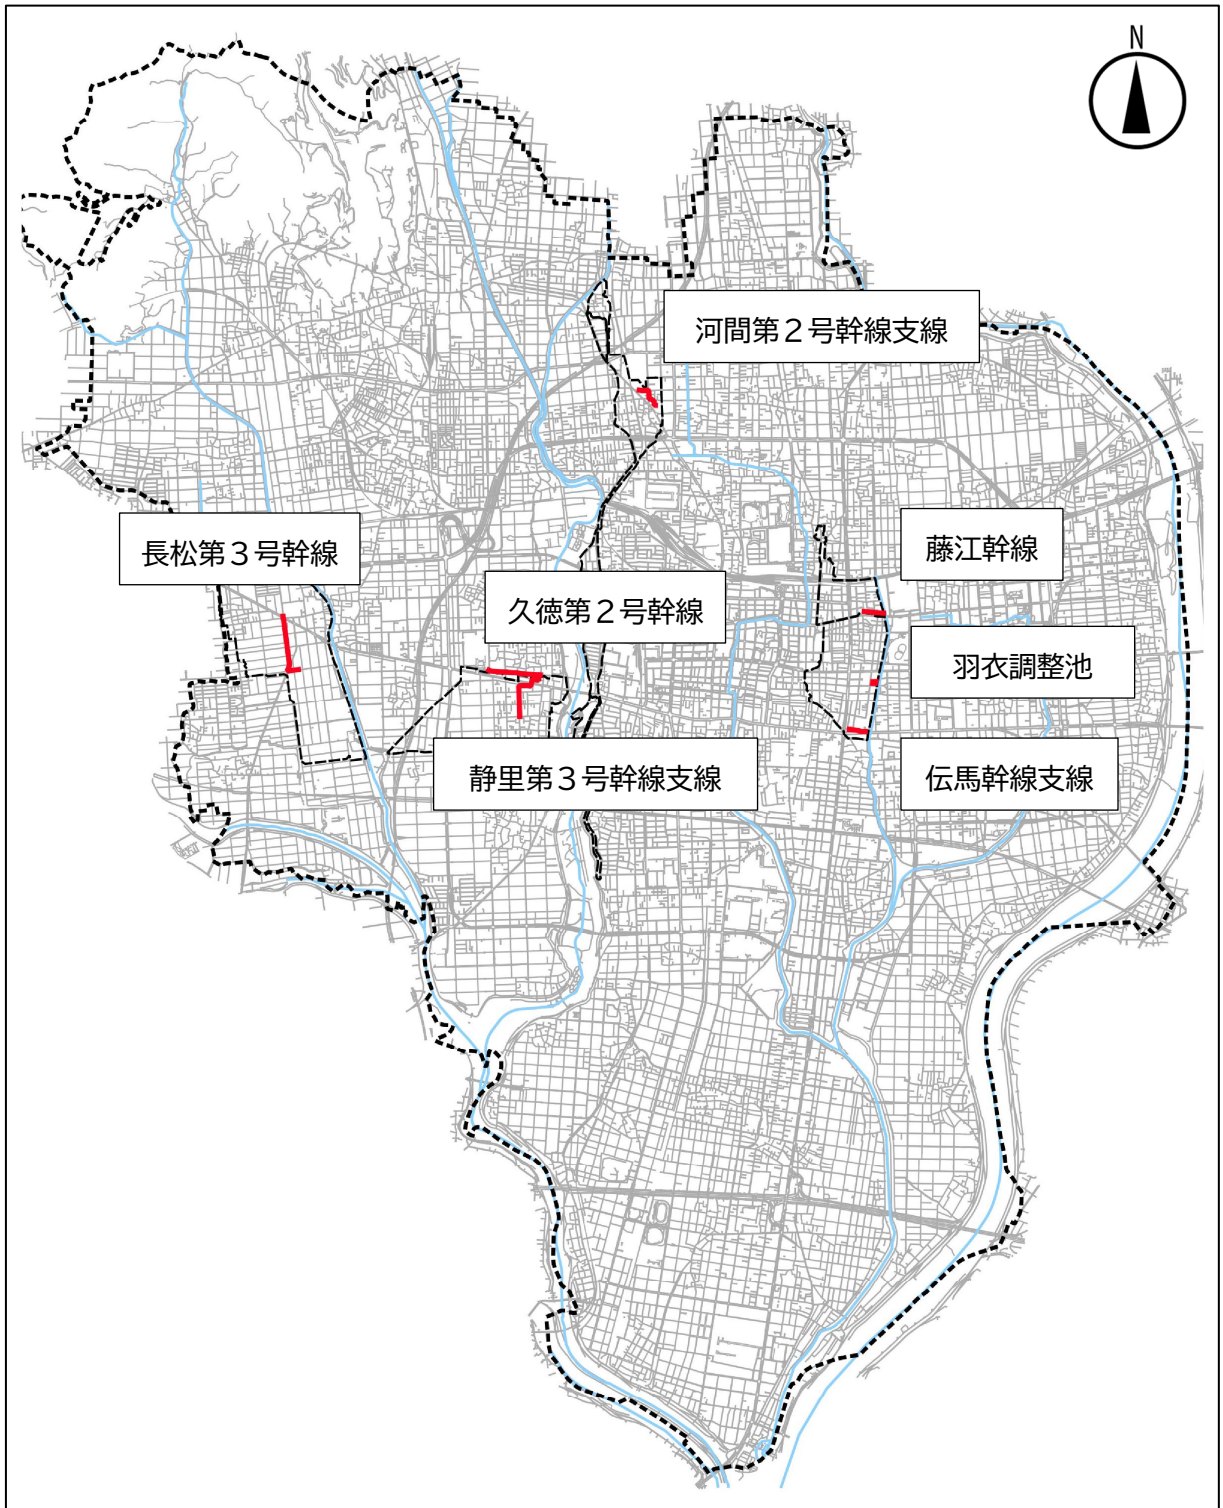 N
河間第２号幹線支線
長松第３号幹線
藤江幹線
久徳第２号幹線
羽衣調整池
静里第３号幹線支線
伝馬幹線支線